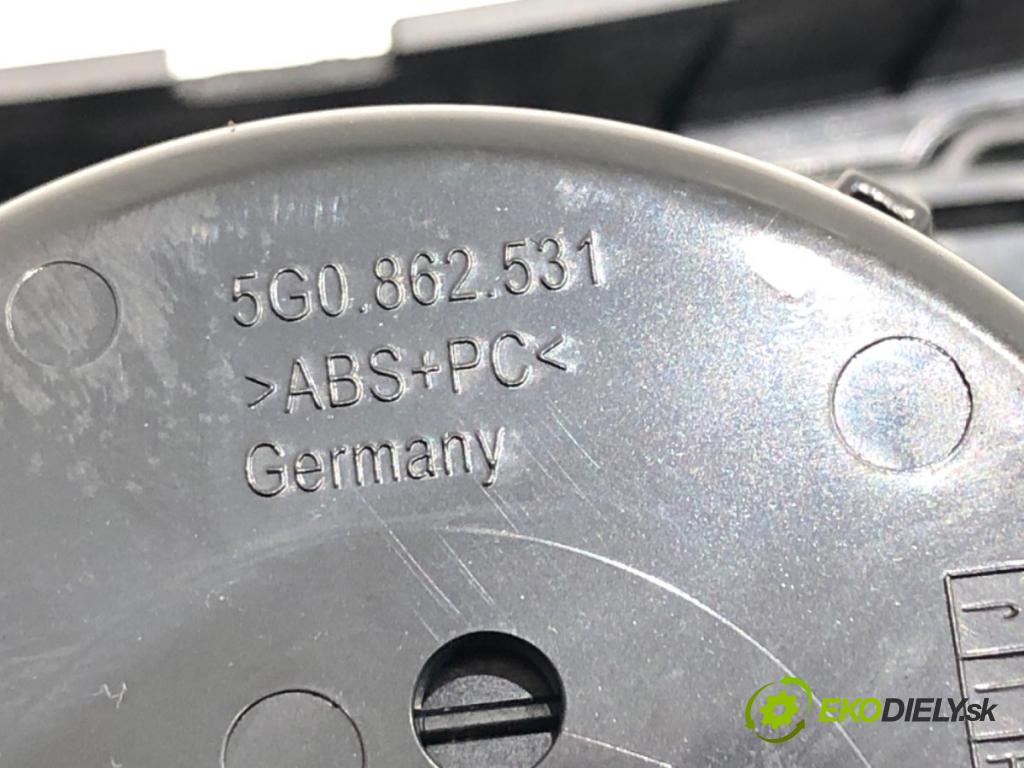 5G0.862.531
>ABS+PC<
Germany
EKODIELY.sk